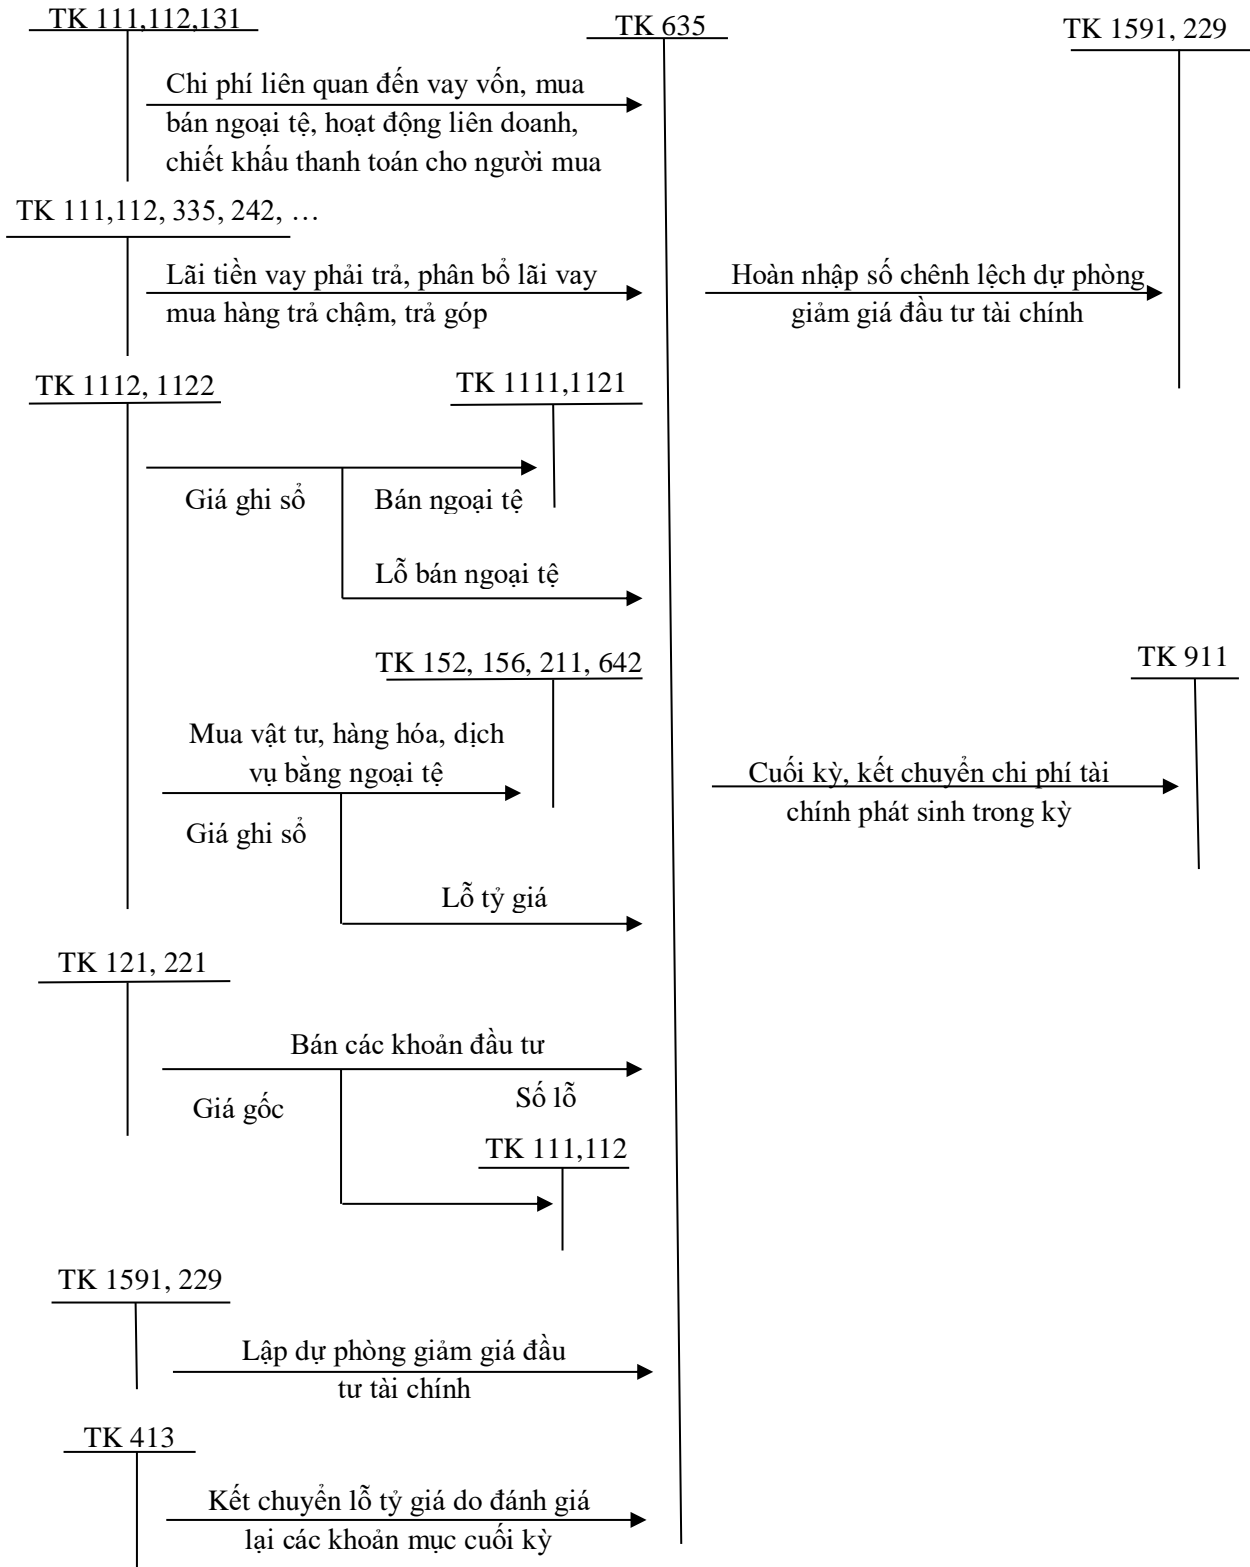 TK 111,112,131
TK 635
TK 1591, 229
Chi phí liên quan đến vay vốn, mua
bán ngoại tệ, hoạt động liên doanh,
chiết khấu thanh toán cho người mua
TK 111,112, 335, 242, …
Lãi tiền vay phải trả, phân bổ lãi vay
mua hàng trả chậm, trả góp
Hoàn nhập số chênh lệch dự phòng
giảm giá đầu tư tài chính
TK 1112, 1122
TK 1111,1121
Giá ghi sổ
Bán ngoại tệ
Lỗ bán ngoại tệ
TK 152, 156, 211, 642
TK 911
Mua vật tư, hàng hóa, dịch
vụ bằng ngoại tệ
Giá ghi sổ
Cuối kỳ, kết chuyển chi phí tài
chính phát sinh trong kỳ
Lỗ tỷ giá
TK 121, 221
Bán các khoản đầu tư
Giá gốc
Số lỗ
TK 111,112
TK 1591, 229
Lập dự phòng giảm giá đầu
tư tài chính
TK 413
Kết chuyển lỗ tỷ giá do đánh giá
lại các khoản mục cuối kỳ